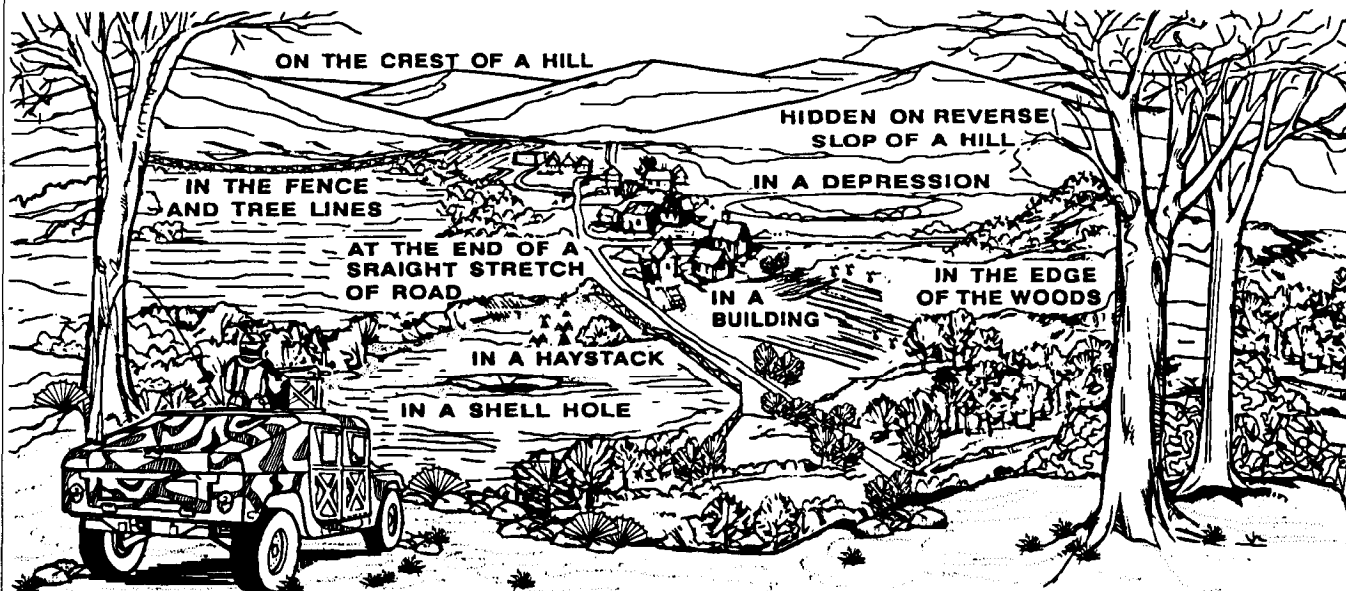 ON THE CREST OF A HILL
HIDDEN ON REVERSE
SLOP OF A HILL
IN THE FENCE
AND TREE LINES
IN A DEPRESSION
AT THE END OF A
SRAIGHT STRETCH
OF ROAD
IN THE EDGE
OF THE WOODS
IN A
BUILDING
IN A HAYSTACK
IN A SHELL HOLE